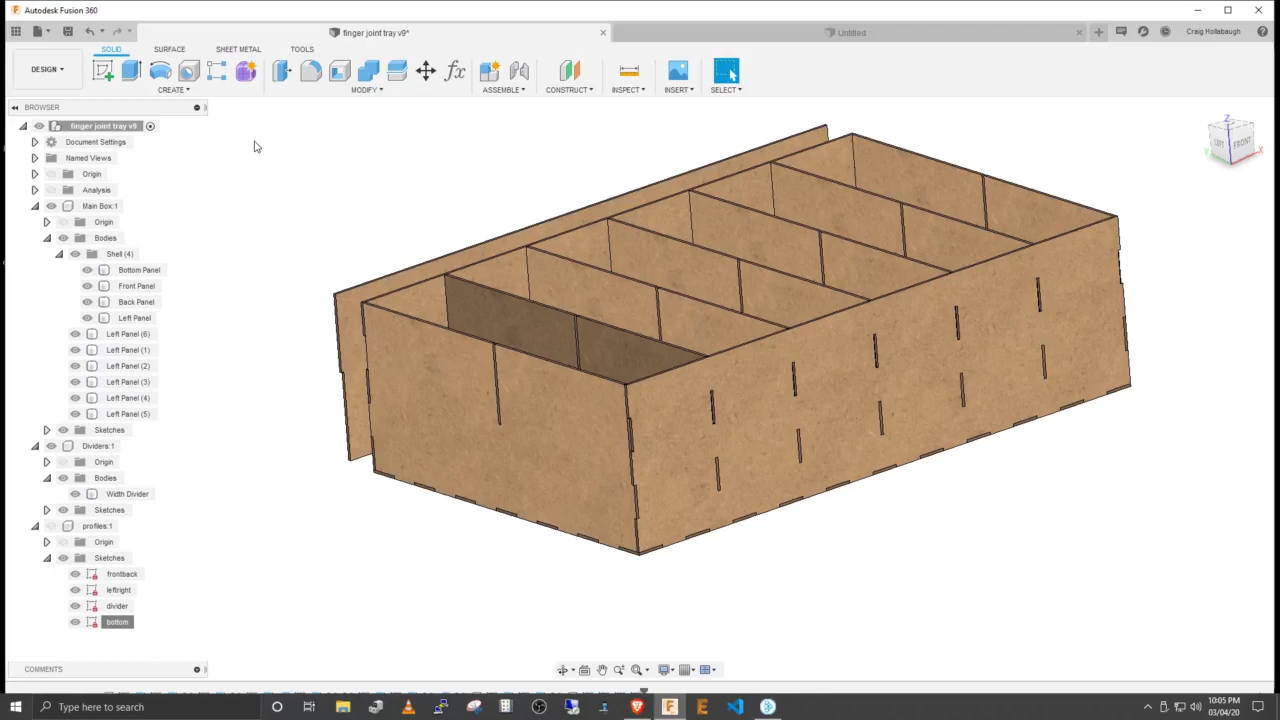 Autodesk Fusion 360
finger joint tray v9*
Untitled
Craig Hollabaugh
SOLID
SURFACE
SHEET METAL
TOOLS
DESIGN
CREATE
MODIFY
ASSEMBLE
CONSTRUCT
INSPECT
INSERT
SELECT
BROWSER
finger joint tray v9
Document Settings
Named Views
Origin
Analysis
Main Box:1
Origin
Bodies
Shell (4)
Bottom Panel
Front Panel
Back Panel
Left Panel
Left Panel (6)
Left Panel (1)
Left Panel (2)
Left Panel (3)
Left Panel (4)
Left Panel (5)
Sketches
Dividers:1
Origin
Bodies
Width Divider
Sketches
profiles:1
Origin
Sketches
frontback
leftright
divider
bottom
Z
LEFT
FRONT
X
Y
COMMENTS
Type here to search
10:05 PM
03/04/20